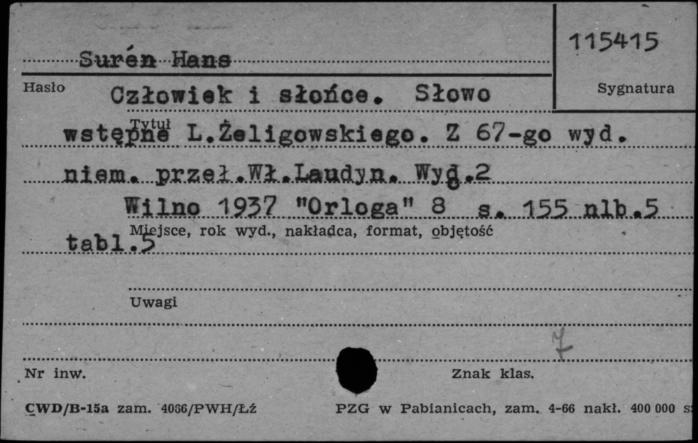 115415
Surén Hans
Hasło
Sygnatura
Człowiek i słońce. Słowo
Tytuł
wstępne L.Żeligowskiego. Z 67-go wyd.
niem. przeł.Wł.Laudyn. Wyd.2
Wilno 1937 "Orloga" 8 s. 155 nlb.5
Miejsce, rok wyd., nakładca, format, objętość
tabl.5
Uwagi
7
Nr inw.
Znak klas.
CWD/B-15a zam. 4066/PWH/Łź
PZG w Pabianicach, zam. 4-66 nakł. 400 000 s